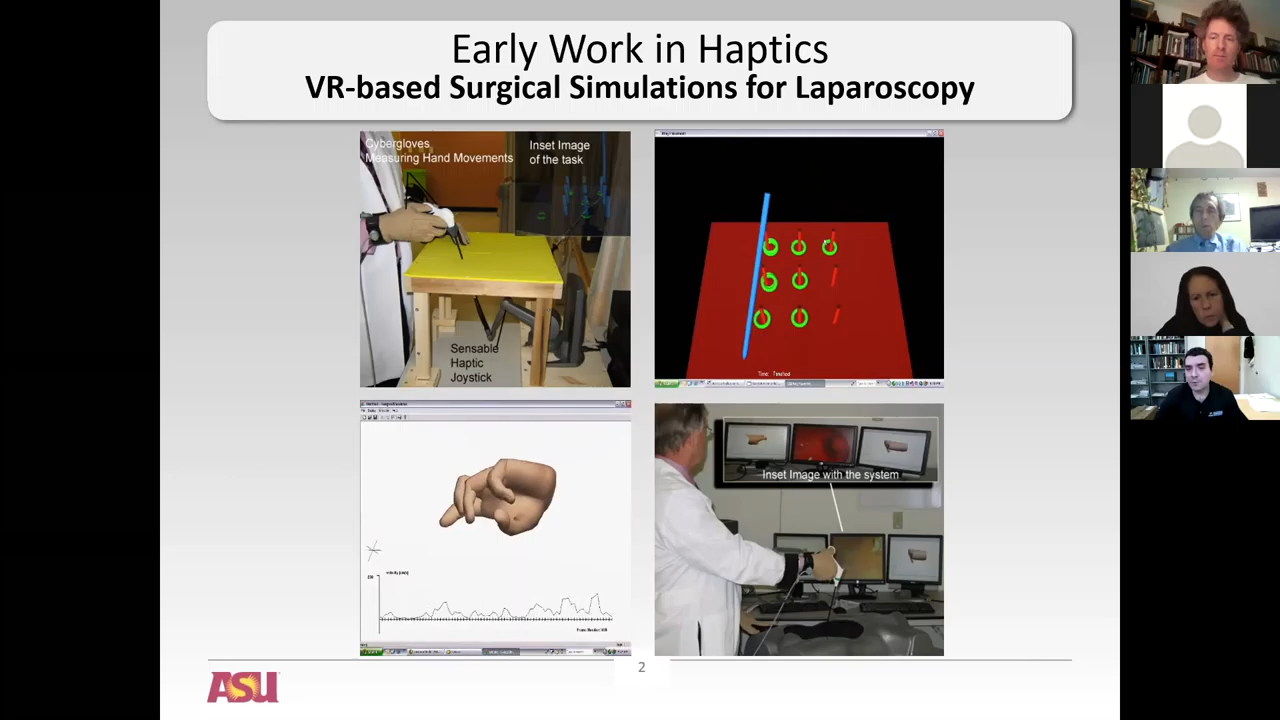 Early Work in Haptics
VR-based Surgical Simulations for Laparoscopy
Cybergloves
Measuring Hand Movements
Inset Image
of the task
Sensable
Haptic
Joystick
Inset Image with the system
2
ASU